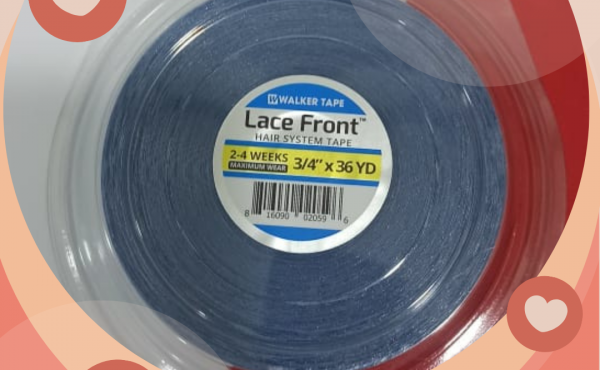 WALKER TAPE
Lace Front™
HAIR SYSTEM TAPE
2-4 WEEKS
MAXIMUM WEAR
3/4" x 36 YD
8 16090 02059 6